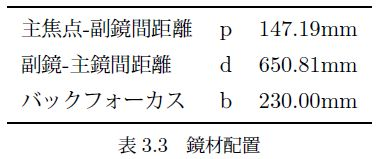 主焦点-副鏡間距離 p 147.19mm
副鏡-主鏡間距離 d 650.81mm
バックフォーカス b 230.00mm
表 3.3 鏡材配置